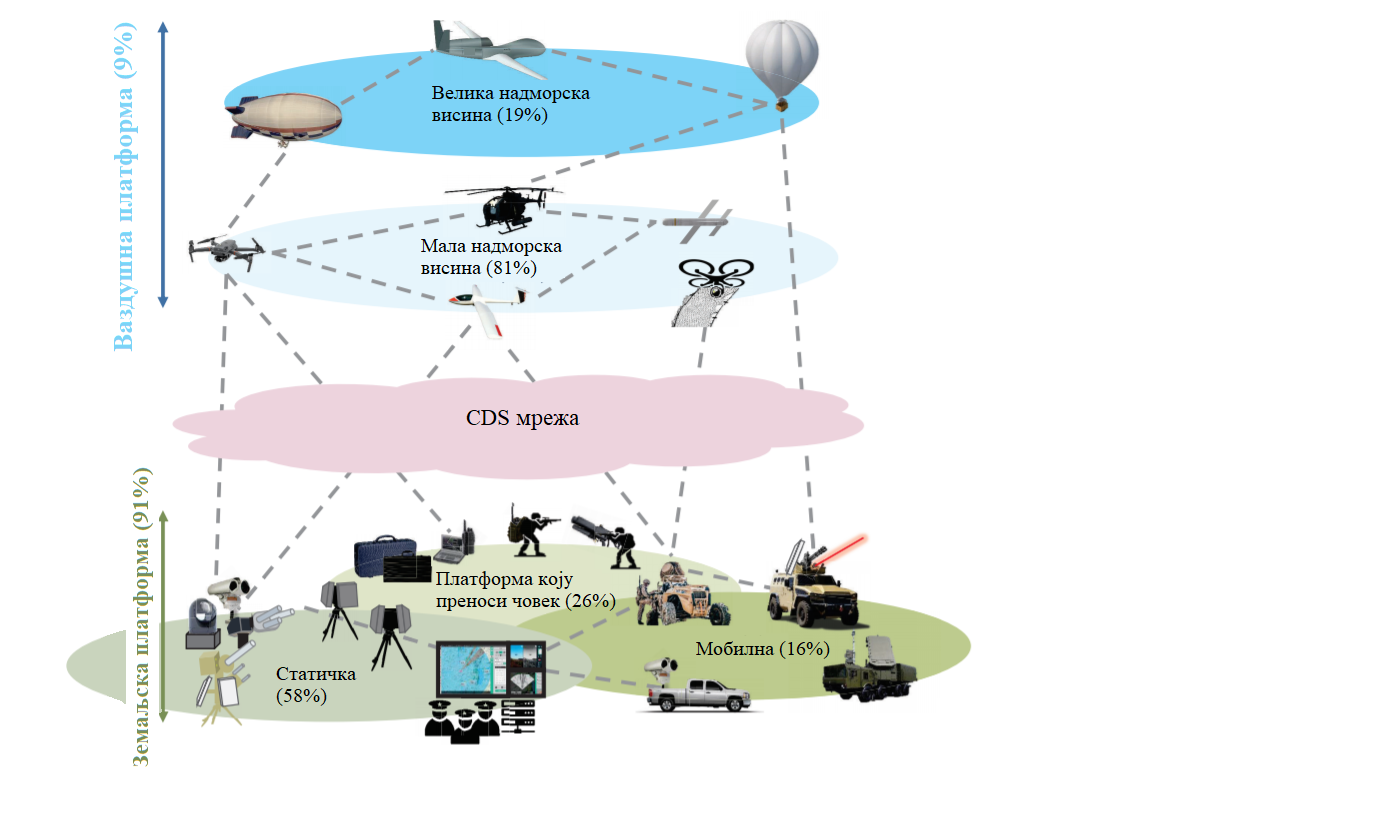 Ваздушна платформа (9%)
Велика надморска
висина (19%)
Мала надморска
висина (81%)
CDS мрежа
Земаљска платформа (91%)
Платформа коју
преноси човек (26%)
Мобилна (16%)
Статичка
(58%)